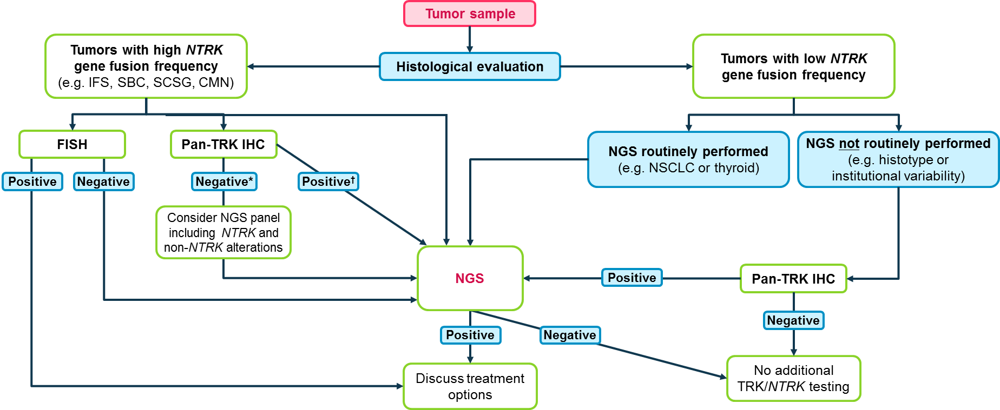 Tumor sample
Tumors with high NTRK
gene fusion frequency
(e.g. IFS, SBC, SCSG, CMN)
Histological evaluation
Tumors with low NTRK
gene fusion frequency
FISH
Pan-TRK IHC
NGS routinely performed
(e.g. NSCLC or thyroid)
NGS not routinely performed
(e.g. histotype or
institutional variability)
Positive
Negative
Negative*
Positive†
Consider NGS panel
including NTRK and
non-NTRK alterations
NGS
Positive
Pan-TRK IHC
Negative
Positive
Negative
Discuss treatment
options
No additional
TRK/NTRK testing